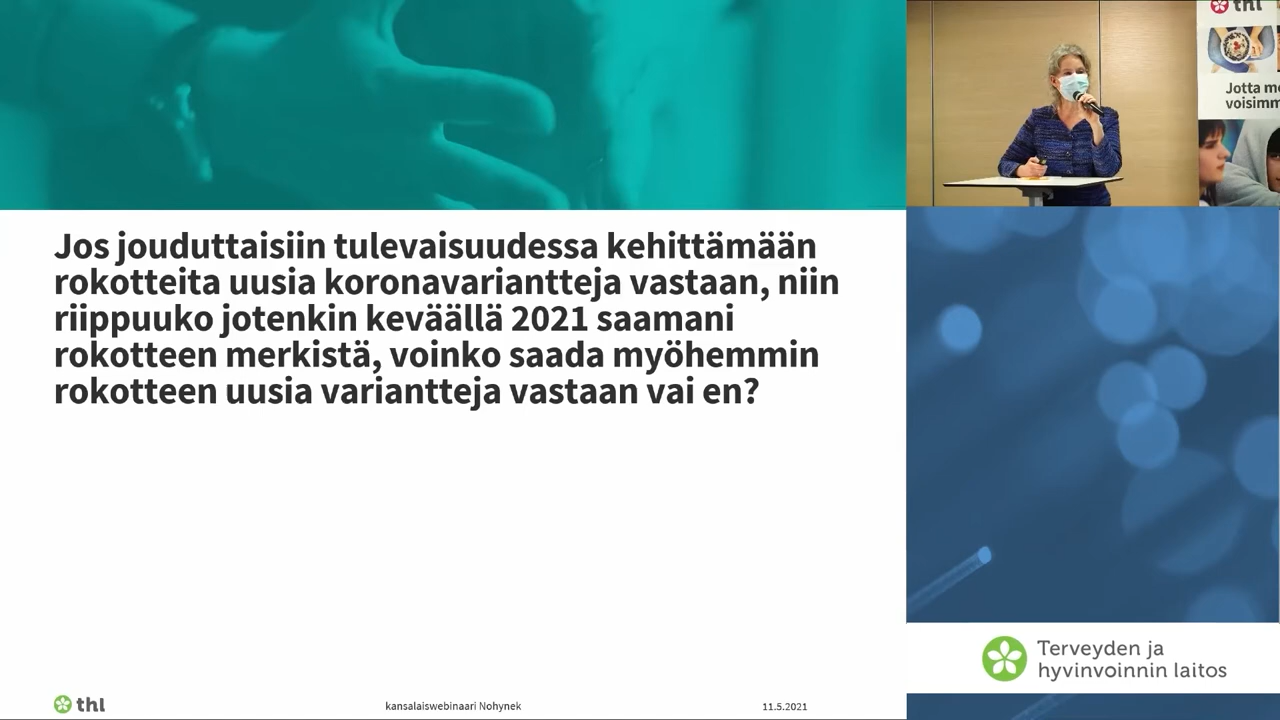 Jos jouduttaisiin tulevaisuudessa kehittämään
rokotteita uusia koronavariantteja vastaan, niin
riippuuko jotenkin keväällä 2021 saamani
rokotteen merkistä, voinko saada myöhemmin
rokotteen uusia variantteja vastaan vai en?
thl
kansalaiswebinaari Nohynek
11.5.2021
thl
Jotta
voisimm
Terveyden ja
hyvinvoinnin laitos